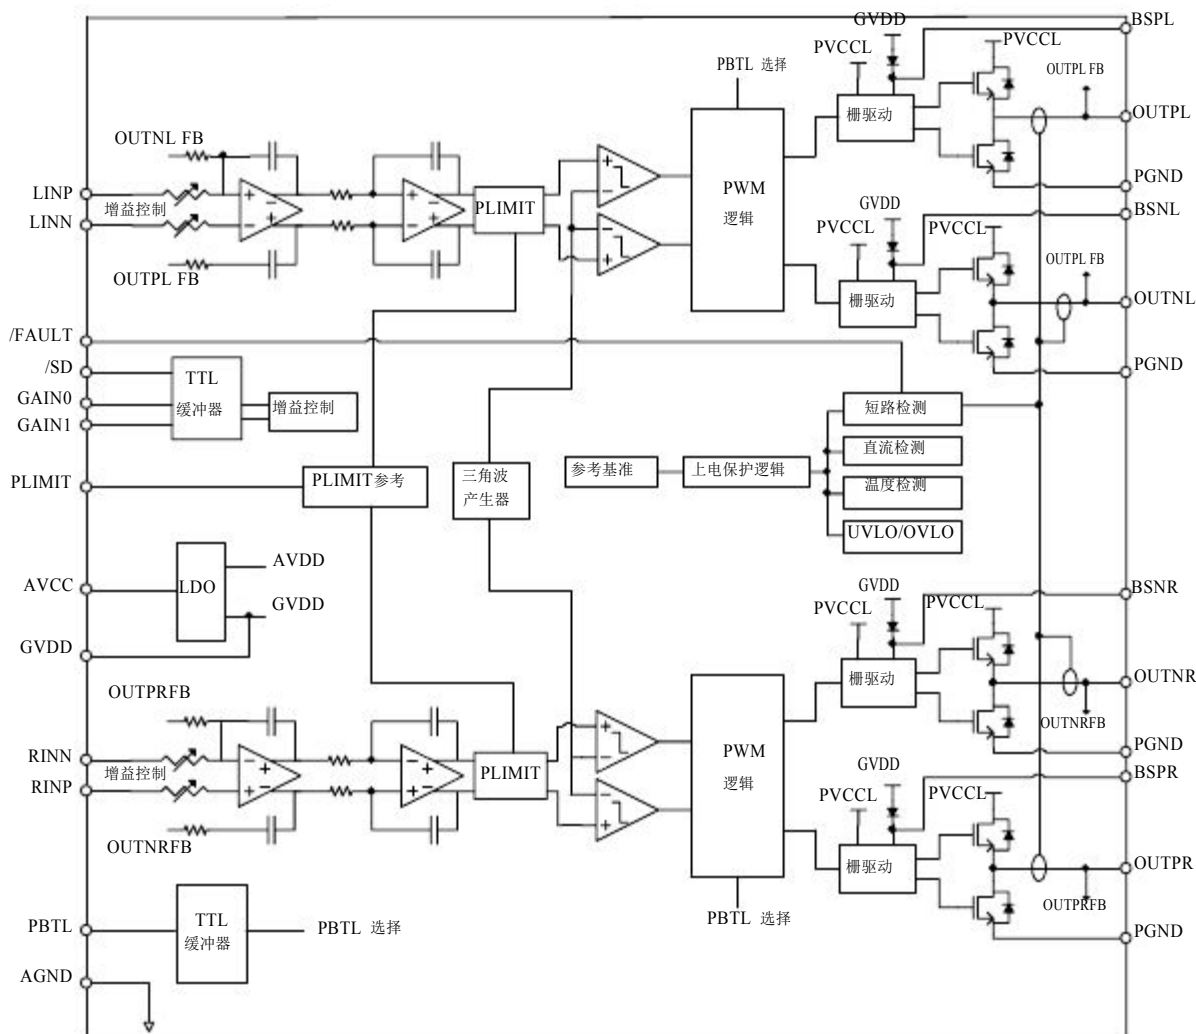 BSPL
GVDD
PVCCL
PVCCL
PBTL 选择
OUTPL FB
OUTPL
栅驱动
OUTNL FB
PGND
LINP
增益控制
LINN
PLIMIT
PWM
逻辑
BSNL
GVDD
PVCCL
PVCCL
OUTPL FB
OUTPL FB
OUTNL
栅驱动
/FAULT
/SD
PGND
TTL
缓冲器
GAIN0
GAIN1
增益控制
短路检测
直流检测
参考基准
上电保护逻辑
温度检测
UVLO/OVLO
PLIMIT
PLIMIT参考
三角波
产生器
AVCC
LDO
AVDD
GVDD
GVDD
BSNR
GVDD
PVCCL
PVCCL
栅驱动
OUTNR
OUTNRFB
PGND
OUTPRFB
RINN
增益控制
RINP
OUTNRFB
PLIMIT
PWM
逻辑
BSPR
GVDD
PVCCL
PVCCL
栅驱动
OUTPR
OUTPRFB
PGND
PBTL 选择
PBTL
TTL
缓冲器
PBTL 选择
AGND